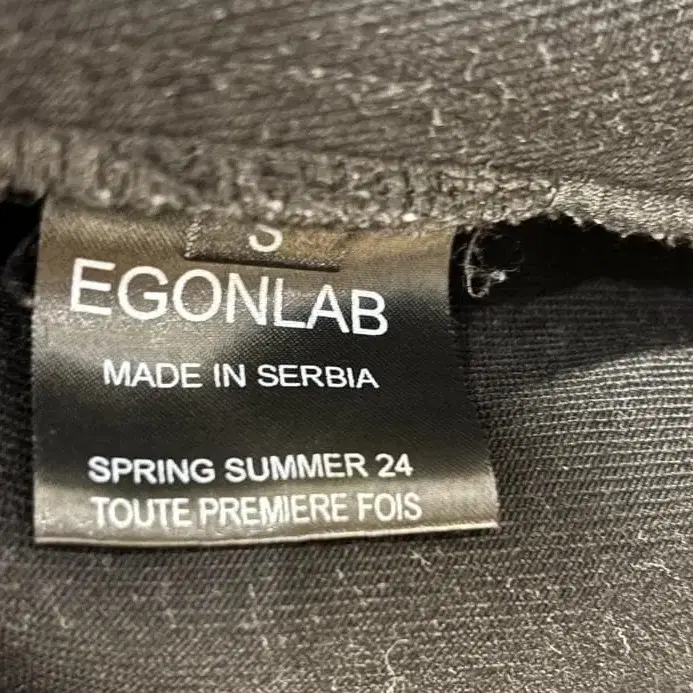 S
EGONLAB
MADE IN SERBIA
SPRING SUMMER 24
TOUTE PREMIERE FOIS